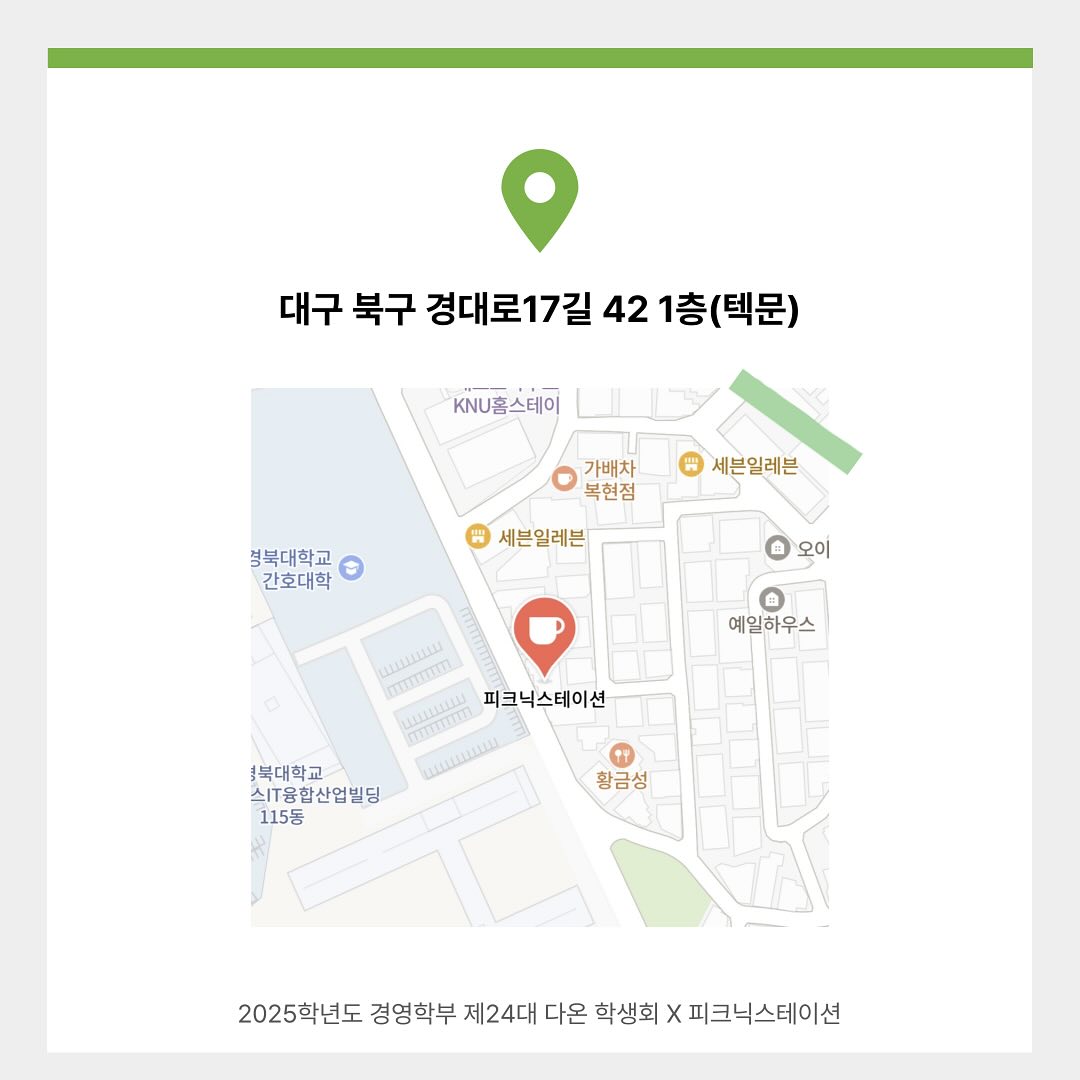 대구 북구 경대로17길 42 1층(텍문)
KNU홈스테이
가배차
복현점
세븐일레븐
세븐일레븐
오이
경북대학교
간호대학
예일하우스
피크닉스테이션
황금성
경북대학교
스IT융합산업빌딩
115동
2025학년도 경영학부 제24대 다온 학생회 X 피크닉스테이션